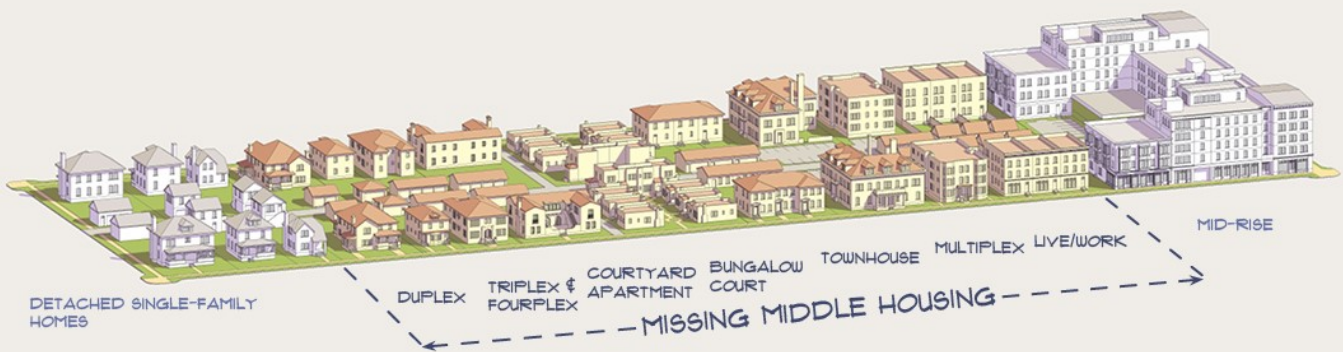 DETACHED SINGLE-FAMILY
HOMES
DUPLEX
TRIPLEX &
FOURPLEX
COURTYARD
APARTMENT
BUNGALOW
COURT
TOWNHOUSE
MULTIPLEX
LIVE/WORK
MID-RISE
MISSING MIDDLE HOUSING